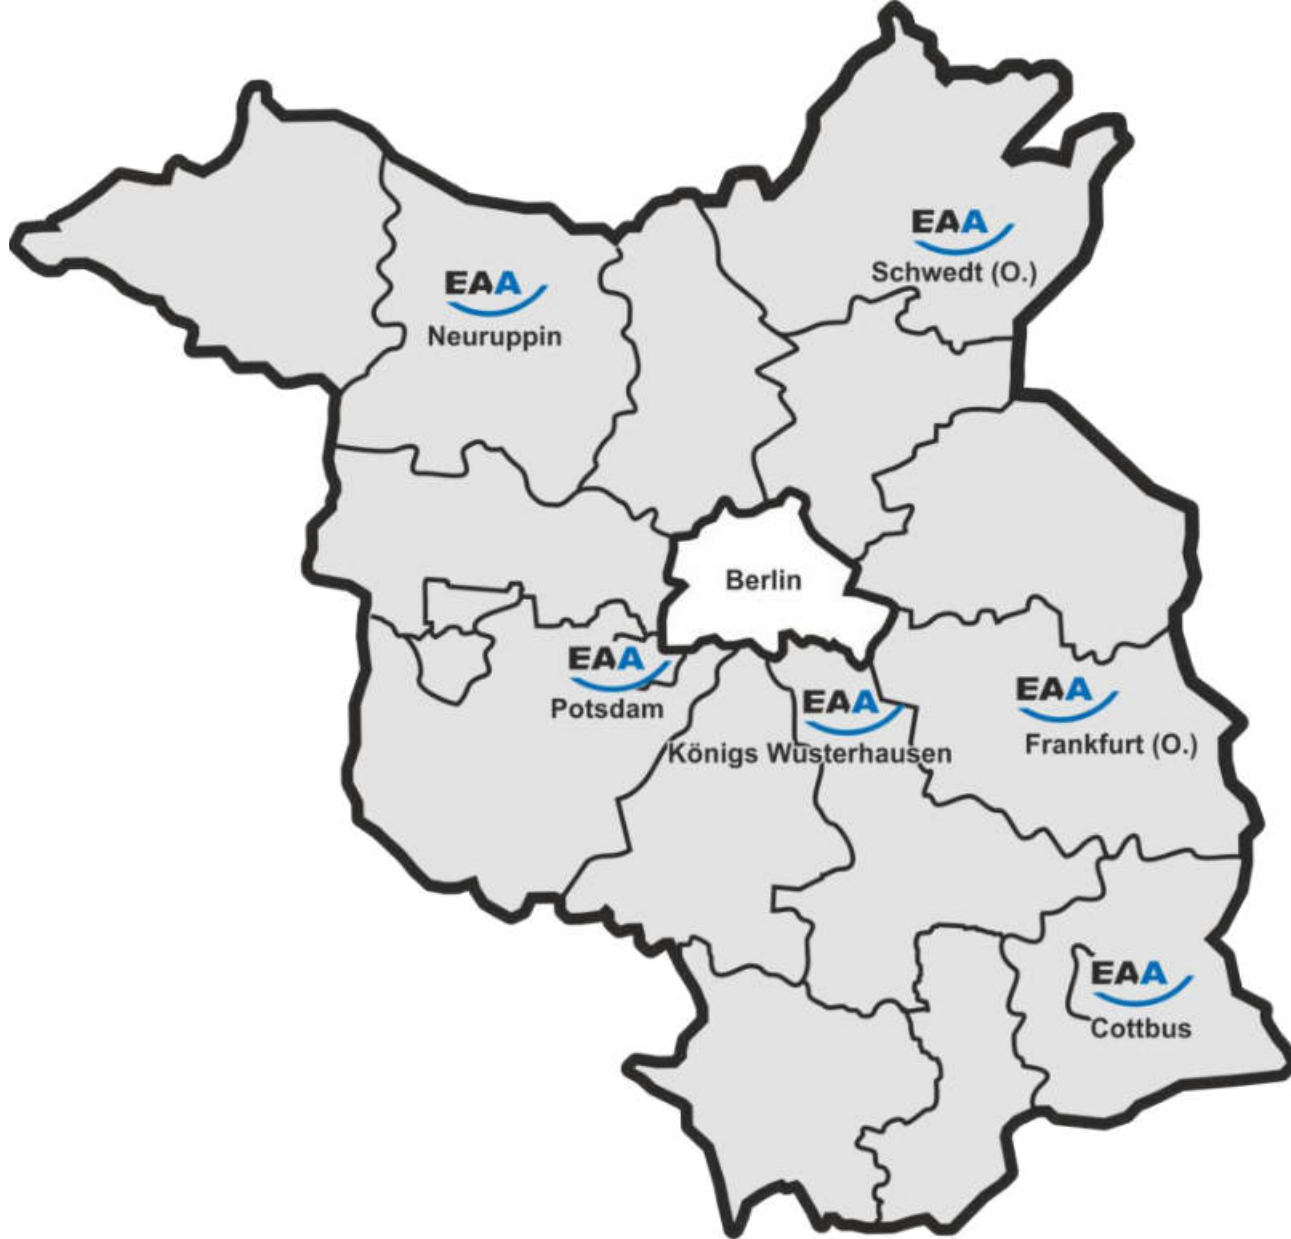 EAA
Schwedt (O.)
EAA
Neuruppin
Berlin
EAA
Potsdam
EAA
Königs Wusterhausen
EAA
Frankfurt (O.)
EAA
Cottbus